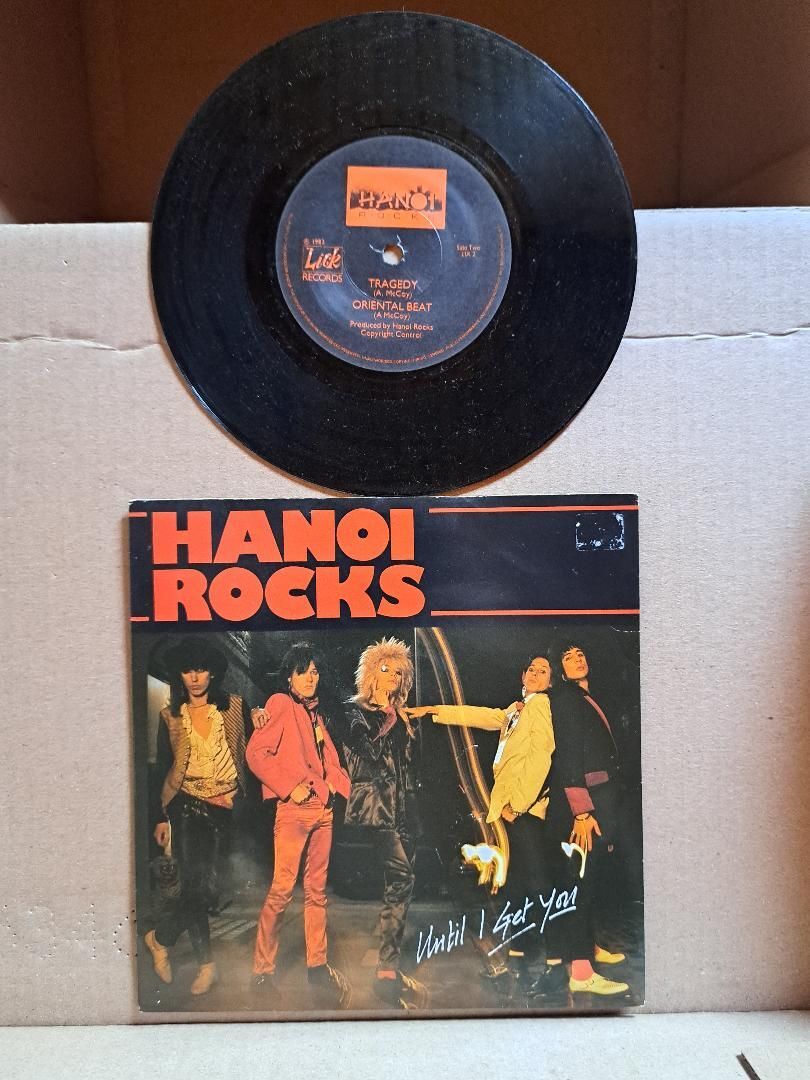 HANOI
ROCKS
℗ 1983
Lick
RECORDS
Side Two
LIX 2
TRAGEDY
(A. McCoy)
ORIENTAL BEAT
(A McCoy)
Produced by Hanoi Rocks
Copyright Control
HANOI
ROCKS
Until I Get You